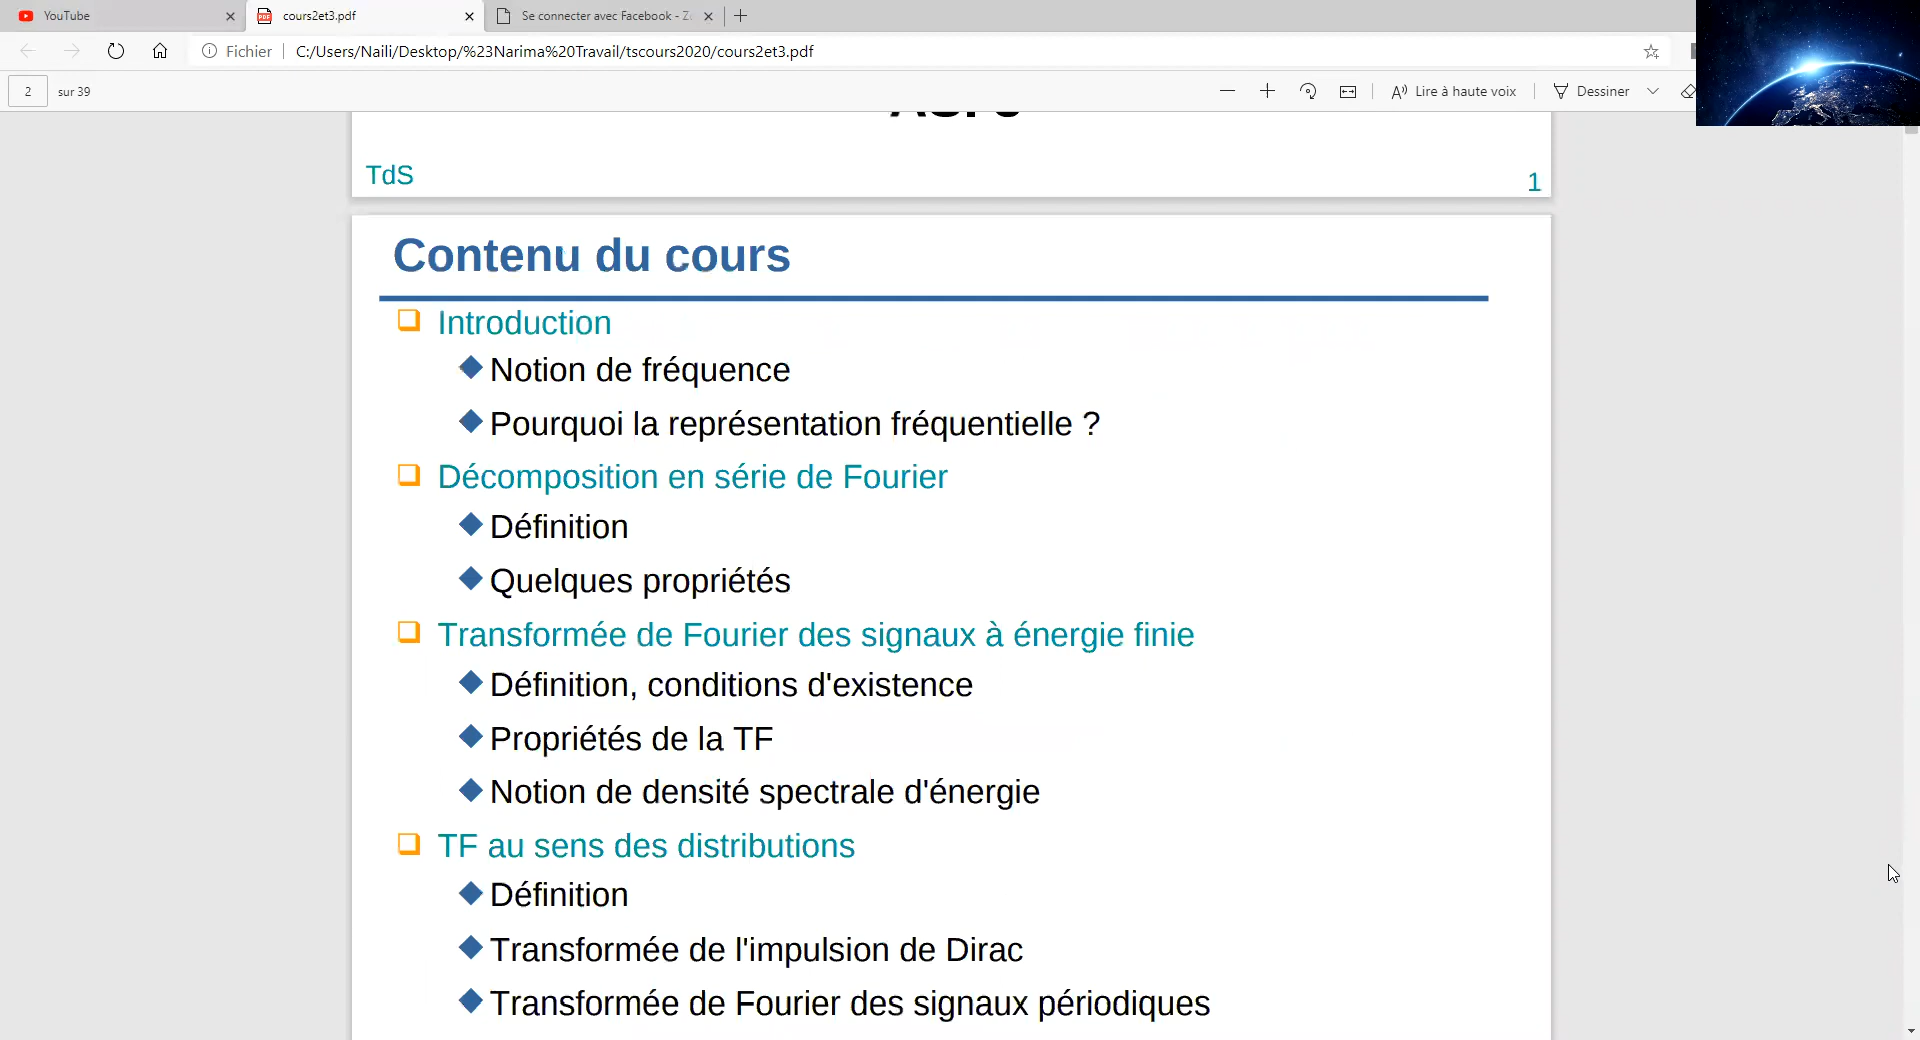 YouTube
cours2et3.pdf
Se connecter avec Facebook - Zo
Fichier
C:/Users/Naili/Desktop/%23Narima%20Travail/tscours2020/cours2et3.pdf
2 sur 39
Lire à haute voix
Dessiner
TdS
1
Contenu du cours
Introduction
Notion de fréquence
Pourquoi la représentation fréquentielle ?
Décomposition en série de Fourier
Définition
Quelques propriétés
Transformée de Fourier des signaux à énergie finie
Définition, conditions d'existence
Propriétés de la TF
Notion de densité spectrale d'énergie
TF au sens des distributions
Définition
Transformée de l'impulsion de Dirac
Transformée de Fourier des signaux périodiques